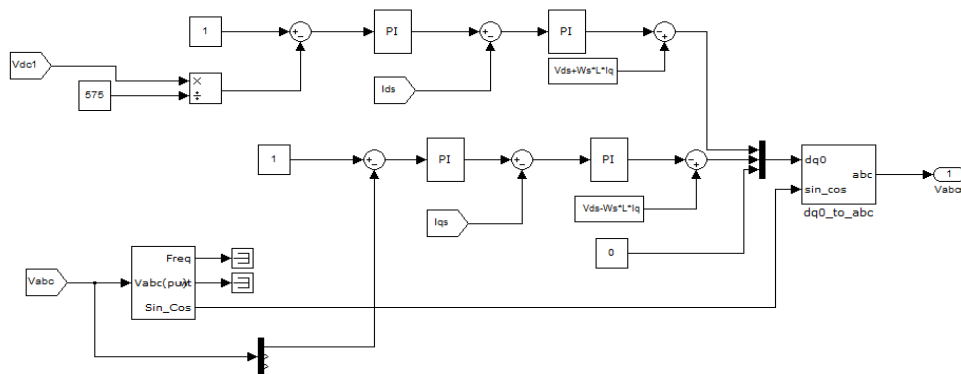 1
PI
PI
Vdc1
Vds+Ws*L*Iq
575
×
÷
Ids
1
PI
PI
dq0
abc
sin_cos
dq0_to_abc
1
Vabc
Iqs
Vds-Ws*L*Iq
0
Vabc
Freq
Vabc(pu)
wt
Sin_Cos